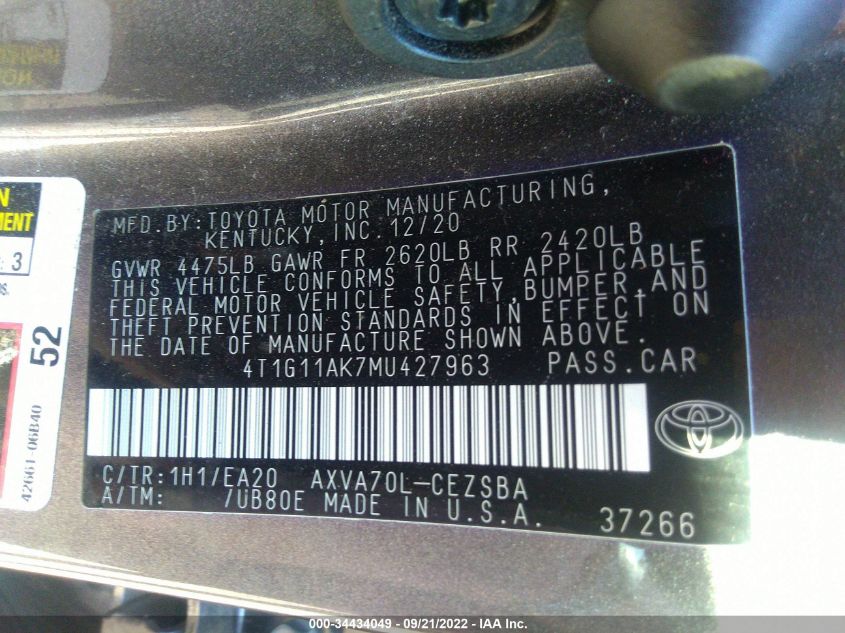 MFD. BY: TOYOTA MOTOR MANUFACTURING,
KENTUCKY, INC. 12/20
GVWR 4475LB GAWR FR 2620LB RR 2420LB
THIS VEHICLE CONFORMS TO ALL APPLICABLE
FEDERAL MOTOR VEHICLE SAFETY, BUMPER, AND
THEFT PREVENTION STANDARDS IN EFFECT ON
THE DATE OF MANUFACTURE SHOWN ABOVE.
4T1G11AK7MU427963 PASS.CAR
C/TR: 1H1/EA20 AXVA70L-CEZSBA
A/TM: /UB80E MADE IN U.S.A.
37266
3
52
42661-06B40
000-34434049 - 09/21/2022 - IAA Inc.